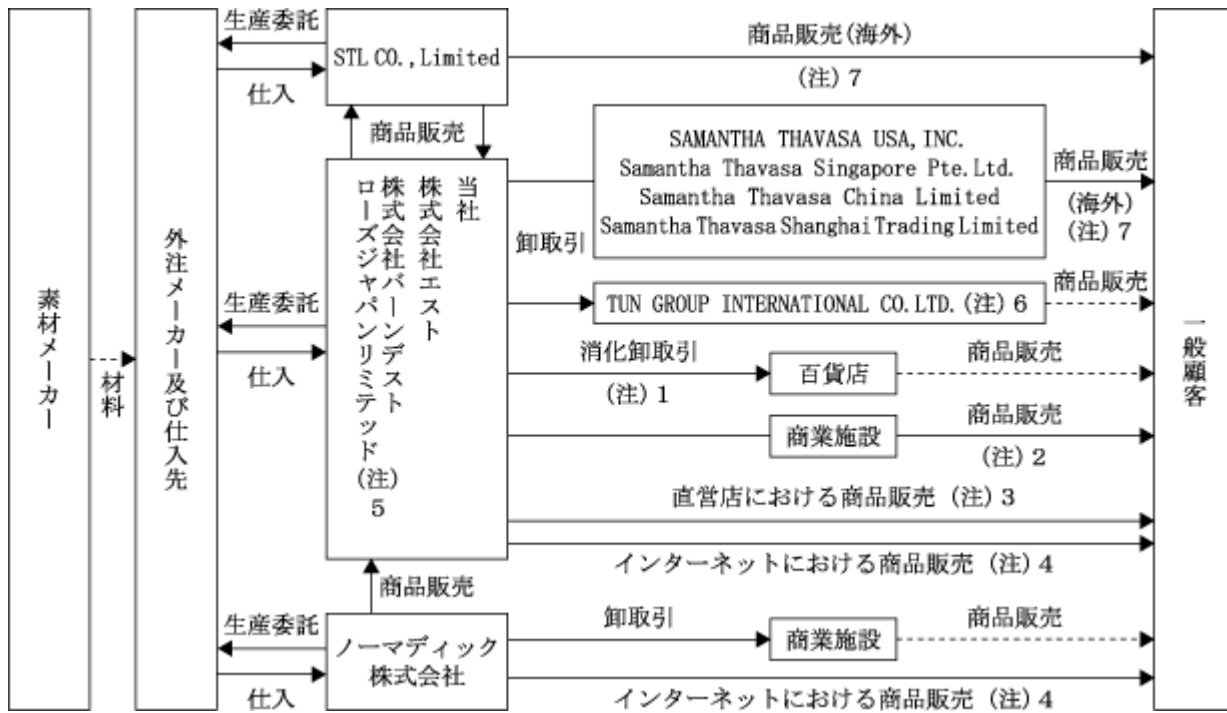 素材メーカー
材料
外注メーカー及び仕入先
生産委託
仕入
STL CO.,Limited
商品販売(海外)
(注)7
商品販売
当社
株式会社エスト
株式会社バーンデスト
ローズジャパンリミテッド(注)5
生産委託
仕入
卸取引
SAMANTHA THAVASA USA,INC.
Samantha Thavasa Singapore Pte.Ltd.
Samantha Thavasa China Limited
Samantha Thavasa Shanghai Trading Limited
商品販売
(海外)
(注)7
TUN GROUP INTERNATIONAL CO.LTD.(注)6
商品販売
消化卸取引
(注)1
百貨店
商品販売
商業施設
商品販売
(注)2
直営店における商品販売 (注)3
インターネットにおける商品販売 (注)4
商品販売
生産委託
仕入
ノーマディック
株式会社
卸取引
商業施設
商品販売
インターネットにおける商品販売 (注)4
一般顧客